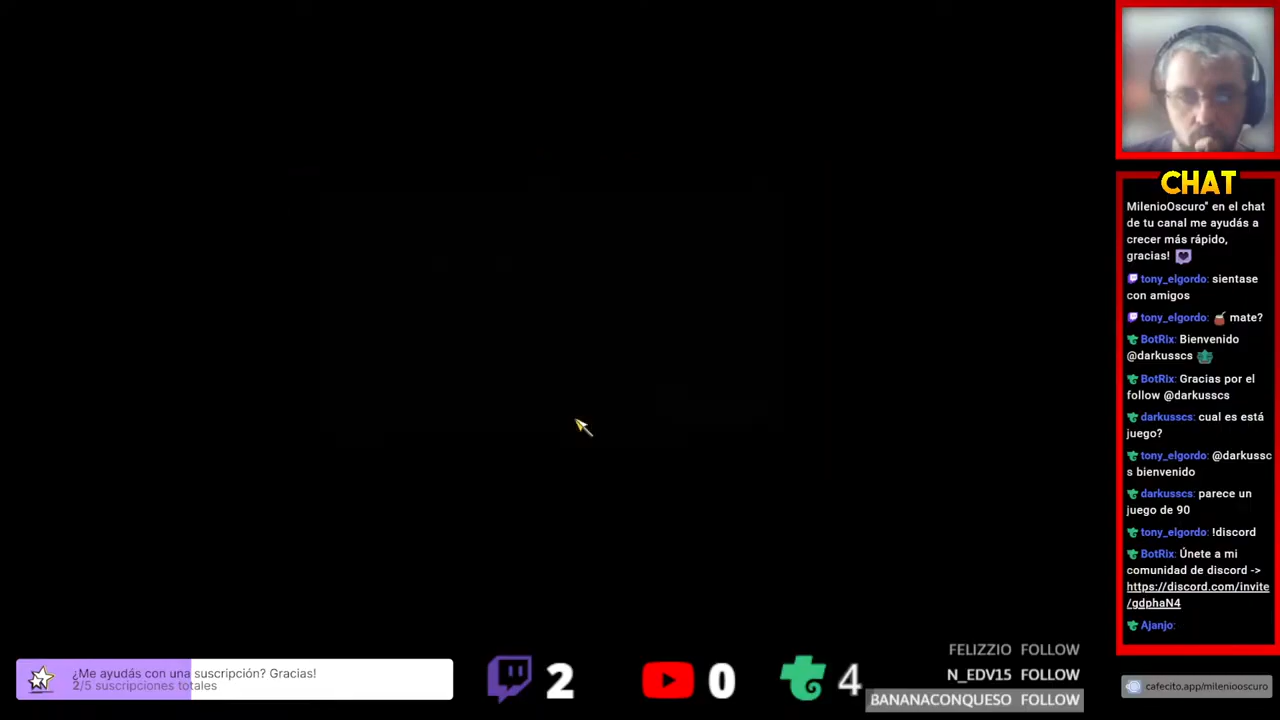 CHAT
MilenioOscuro" en el chat
de tu canal me ayudás a
crecer más rápido,
gracias!
tony_elgordo: sientase
con amigos
tony_elgordo: mate?
BotRix: Bienvenido
@darkusscs
BotRix: Gracias por el
follow @darkusscs
darkusscs: cual es está
juego?
tony_elgordo: @darkussc
s bienvenido
darkusscs: parece un
juego de 90
tony_elgordo: !discord
BotRix: Únete a mi
comunidad de discord ->
https://discord.com/invite
/gdphaN4
Ajanjo:
¿Me ayudás con una suscripción? Gracias!
2/5 suscripciones totales
2
0
4
FELIZZIO FOLLOW
N_EDV15 FOLLOW
BANANACONQUESO FOLLOW
cafecito.app/mileniooscuro